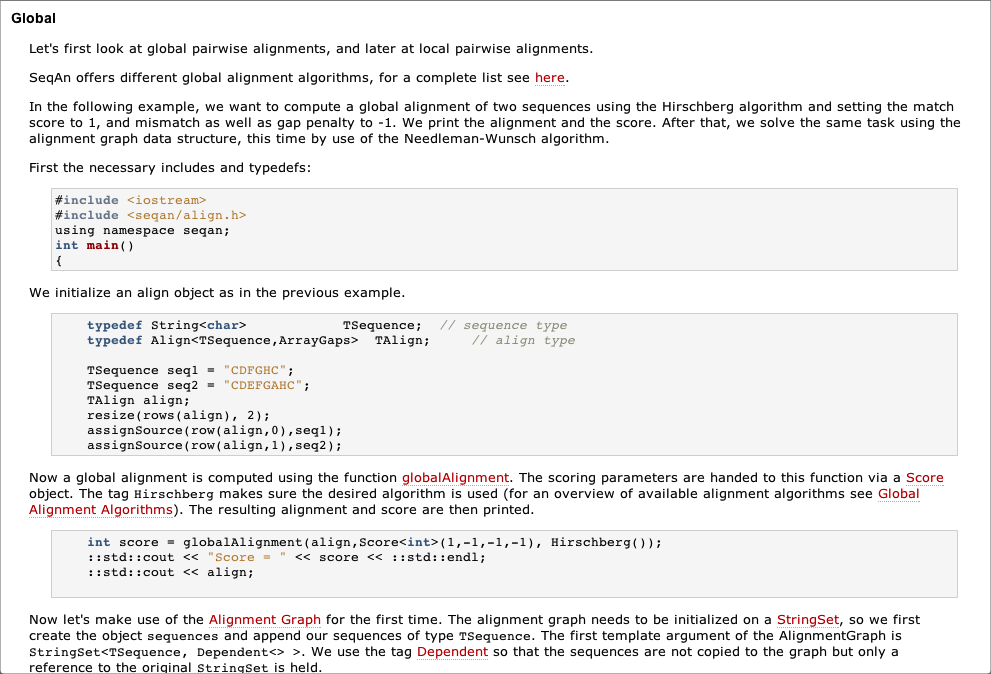 Global
Let's first look at global pairwise alignments, and later at local pairwise alignments.
SeqAn offers different global alignment algorithms, for a complete list see here.
In the following example, we want to compute a global alignment of two sequences using the Hirschberg algorithm and setting the match
score to 1, and mismatch as well as gap penalty to -1. We print the alignment and the score. After that, we solve the same task using the
alignment graph data structure, this time by use of the Needleman-Wunsch algorithm.
First the necessary includes and typedefs:
#include <iostream>
#include <seqan/align.h>
using namespace seqan;
int main()
{
We initialize an align object as in the previous example.
typedef String<char> TSequence; // sequence type
typedef Align<TSequence,ArrayGaps> TAlign; // align type
TSequence seq1 = "CDFGHC";
TSequence seq2 = "CDEFGAHC";
TAlign align;
resize(rows(align), 2);
assignSource(row(align,0),seq1);
assignSource(row(align,1),seq2);
Now a global alignment is computed using the function globalAlignment. The scoring parameters are handed to this function via a Score
object. The tag Hirschberg makes sure the desired algorithm is used (for an overview of available alignment algorithms see Global
Alignment Algorithms). The resulting alignment and score are then printed.
int score = globalAlignment(align,Score<int>(1,-1,-1,-1), Hirschberg());
::std::cout << "Score = " << score << ::std::endl;
::std::cout << align;
Now let's make use of the Alignment Graph for the first time. The alignment graph needs to be initialized on a StringSet, so we first
create the object sequences and append our sequences of type TSequence. The first template argument of the AlignmentGraph is
StringSet<TSequence, Dependent<> >. We use the tag Dependent so that the sequences are not copied to the graph but only a
reference to the original StringSet is held.